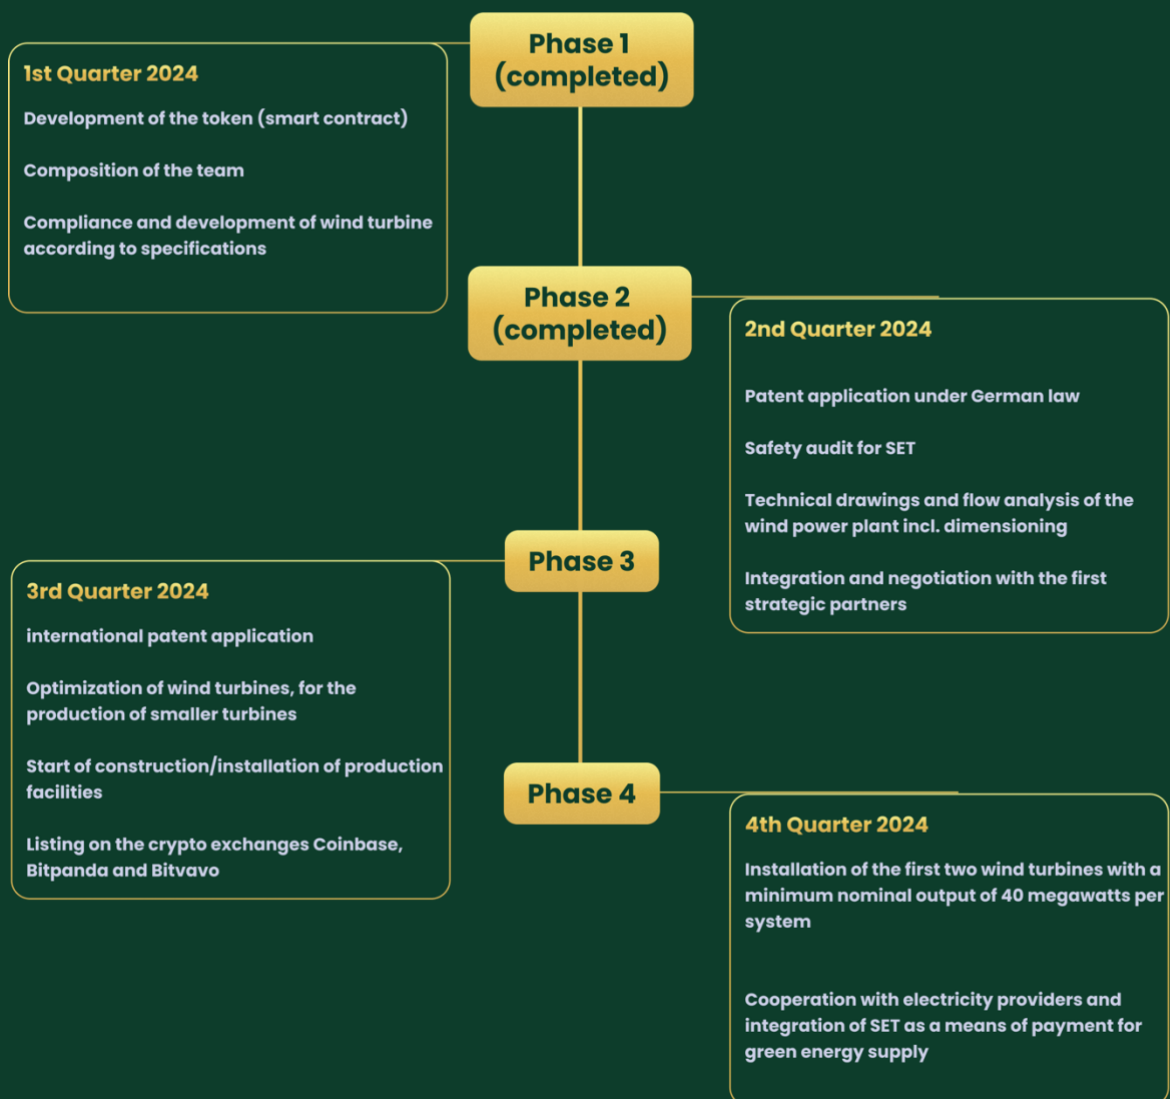 Phase 1
(completed)
1st Quarter 2024
Development of the token (smart contract)
Composition of the team
Compliance and development of wind turbine
according to specifications
Phase 2
(completed)
2nd Quarter 2024
Patent application under German law
Safety audit for SET
Technical drawings and flow analysis of the
wind power plant incl. dimensioning
Integration and negotiation with the first
strategic partners
Phase 3
3rd Quarter 2024
international patent application
Optimization of wind turbines, for the
production of smaller turbines
Start of construction/installation of production
facilities
Listing on the crypto exchanges Coinbase,
Bitpanda and Bitvavo
Phase 4
4th Quarter 2024
Installation of the first two wind turbines with a
minimum nominal output of 40 megawatts per
system
Cooperation with electricity providers and
integration of SET as a means of payment for
green energy supply